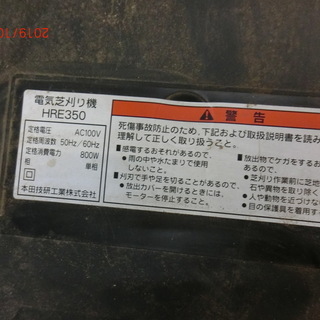 2019/10
電気芝刈り機
HRE350
定格電圧 AC100V
定格周波数 50Hz/60Hz
定格消費電力 800W
相 単相
本田技研工業株式会社
警告
死傷事故防止のため、下記および取扱説明書を読み
理解して正しく取り扱うこと。
感電するおそれがあるので、
●雨の中や水たまりで使用
しないこと。
■刈刃で手や足を切ることがあるので、
●放出カバーを開けるときには、
モーターを停止すること。
■放出物でケガをするお
あるので、
●芝刈り作業前に芝地
石や異物を取り除く
●人や動物を近づけない
●目の保護具を着用す